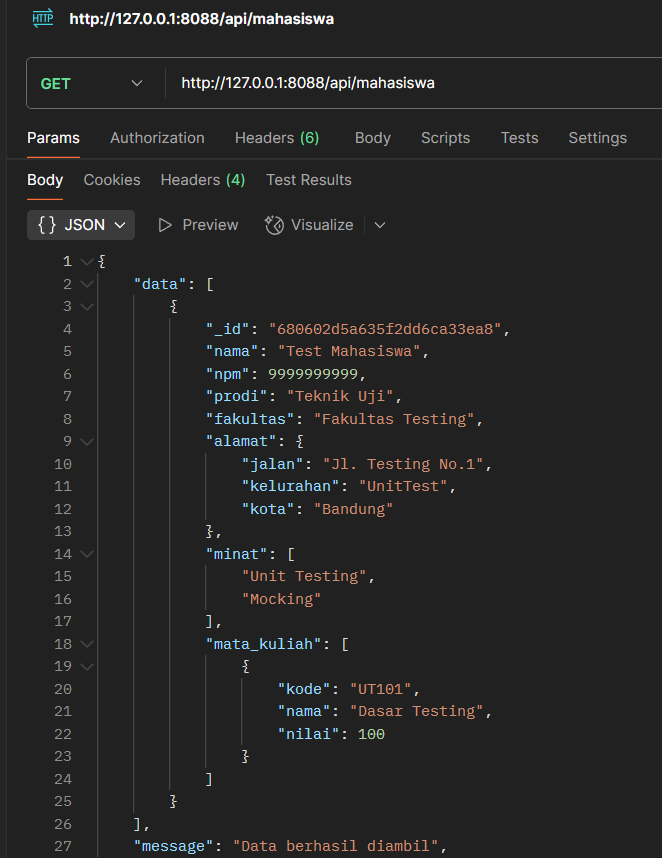 HTTP http://127.0.0.1:8088/api/mahasiswa
GET http://127.0.0.1:8088/api/mahasiswa
Params Authorization Headers (6) Body Scripts Tests Settings
Body Cookies Headers (4) Test Results
{} JSON Preview Visualize
1 {
2 "data": [
3 {
4 "_id": "680602d5a635f2dd6ca33ea8",
5 "nama": "Test Mahasiswa",
6 "npm": 9999999999,
7 "prodi": "Teknik Uji",
8 "fakultas": "Fakultas Testing",
9 "alamat": {
10 "jalan": "Jl. Testing No.1",
11 "kelurahan": "UnitTest",
12 "kota": "Bandung"
13 },
14 "minat": [
15 "Unit Testing",
16 "Mocking"
17 ],
18 "mata_kuliah": [
19 {
20 "kode": "UT101",
21 "nama": "Dasar Testing",
22 "nilai": 100
23 }
24 ]
25 }
26 ],
27 "message": "Data berhasil diambil",